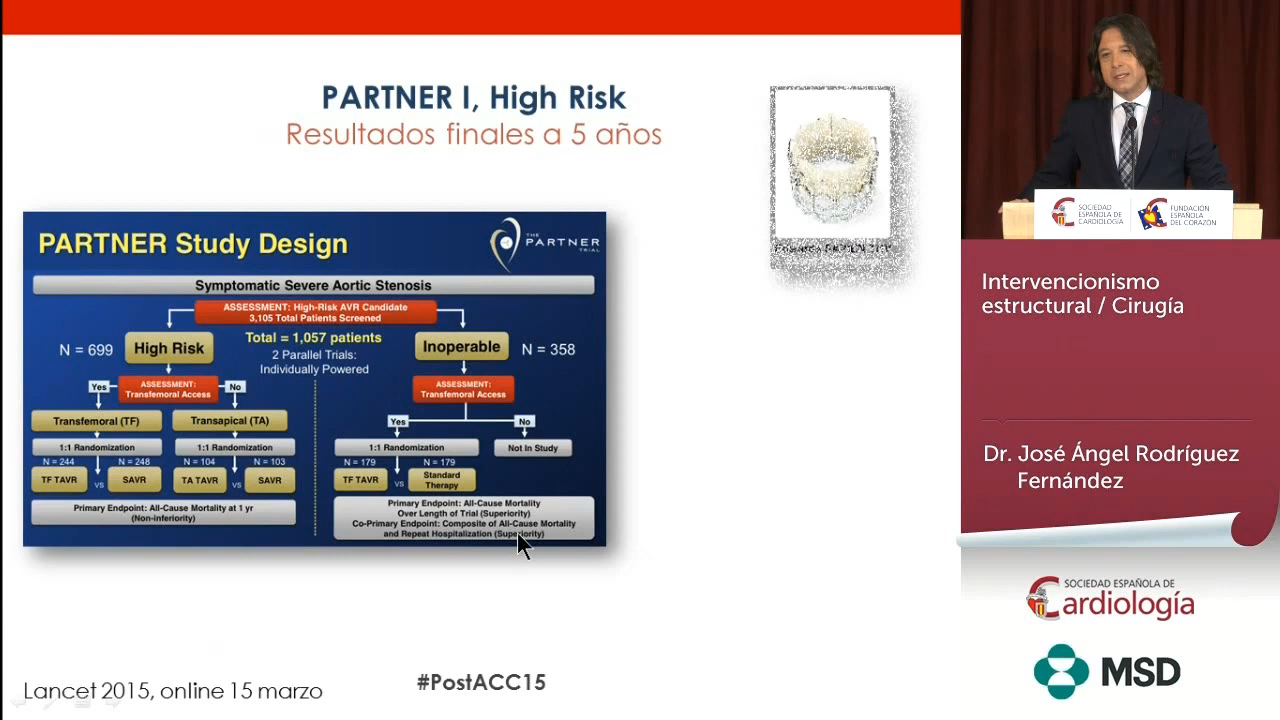 PARTNER I, High Risk
Resultados finales a 5 años
PARTNER Study Design
THE
PARTNER
TRIAL
Symptomatic Severe Aortic Stenosis
ASSESSMENT: High-Risk AVR Candidate
3,105 Total Patients Screened
N = 699
High Risk
Total = 1,057 patients
2 Parallel Trials:
Individually Powered
Inoperable
N = 358
Yes
ASSESSMENT:
Transfemoral Access
No
ASSESSMENT:
Transfemoral Access
Transfemoral (TF)
Transapical (TA)
Yes
No
1:1 Randomization
1:1 Randomization
1:1 Randomization
Not In Study
N = 244
N = 248
N = 104
N = 103
N = 179
N = 179
TF TAVR
VS
SAVR
TA TAVR
VS
SAVR
TF TAVR
VS
Standard
Therapy
Primary Endpoint: All-Cause Mortality at 1 yr
(Non-inferiority)
Primary Endpoint: All-Cause Mortality
Over Length of Trial (Superiority)
Co-Primary Endpoint: Composite of All-Cause Mortality
and Repeat Hospitalization (Superiority)
Lancet 2015, online 15 marzo
#PostACC15
SOCIEDAD
ESPAÑOLA DE
CARDIOLOGÍA
FUNDACIÓN
ESPAÑOLA
DEL CORAZÓN
Intervencionismo
estructural / Cirugía
Dr. José Ángel Rodríguez
Fernández
SOCIEDAD ESPAÑOLA DE
Cardiología
MSD